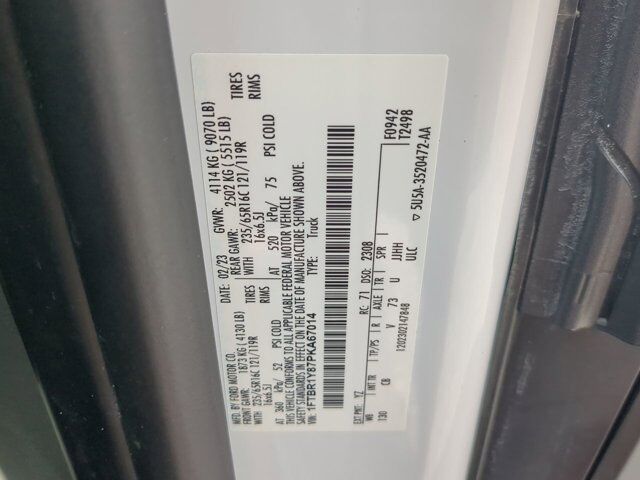 MFD BY FORD MOTOR CO.
DATE: 02/23 GVWR: 4114 KG ( 9070 LB)
FRONT GAWR: 1873 KG ( 4130 LB) REAR GAWR: 2502 KG ( 5515 LB)
WITH 235/65R16C 121/119R TIRES WITH 235/65R16C 121/119R TIRES
16x6.5J RIMS 16x6.5J RIMS
AT 360 kPa/ 52 PSI COLD AT 520 kPa/ 75 PSI COLD
THIS VEHICLE CONFORMS TO ALL APPLICABLE FEDERAL MOTOR VEHICLE
SAFETY STANDARDS IN EFFECT ON THE DATE OF MANUFACTURE SHOWN ABOVE.
VIN: 1FTBR1Y87PKA67014 TYPE: Truck
F0942
T2498
EXT PNT: YZ RC: 71 DSO: 2308
WB INT TR TP/PS R AXLE TR SPR
130 CB V 73 U JJHH
ULC
1200302147848
5U5A-3520472-AA